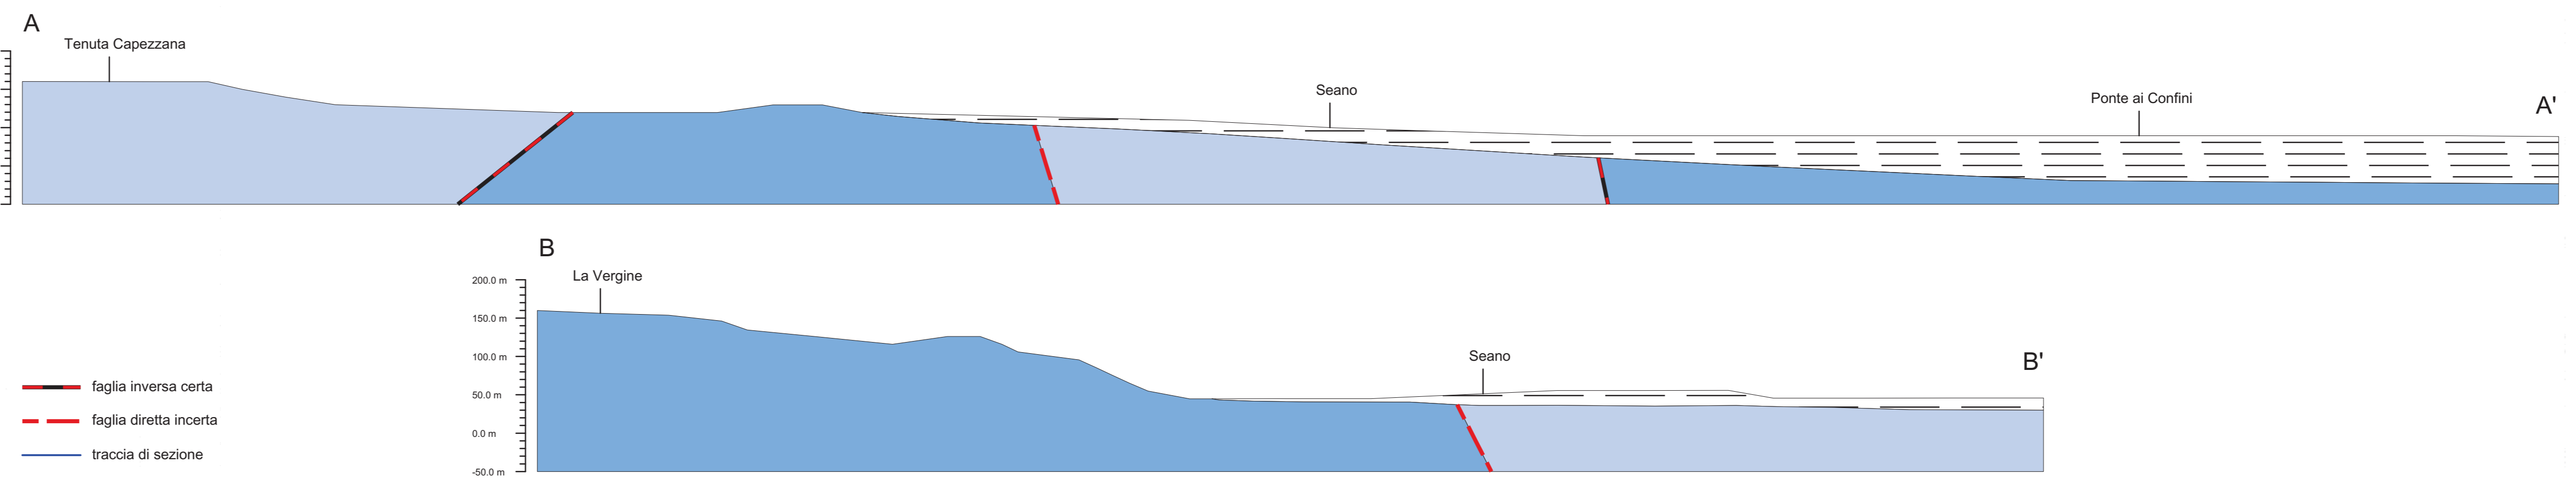 A
Tenuta Capezzana
Seano
Ponte ai Confini
A'
B
La Vergine
200.0 m
150.0 m
100.0 m
50.0 m
0.0 m
-50.0 m
Seano
B'
faglia inversa certa
faglia diretta incerta
traccia di sezione